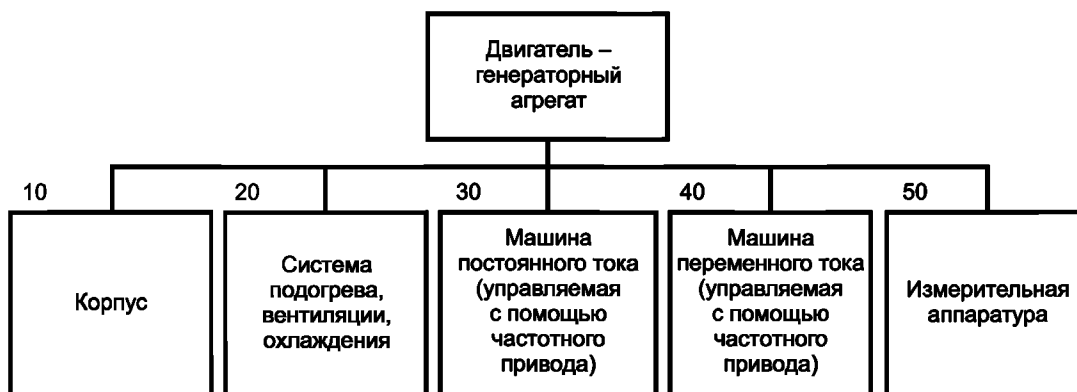 Двигатель –
генераторный
агрегат
10
20
30
40
50
Корпус
Система
подогрева,
вентиляции,
охлаждения
Машина
постоянного тока
(управляемая
с помощью
частотного
привода)
Машина
переменного тока
(управляемая
с помощью
частотного
привода)
Измерительная
аппаратура